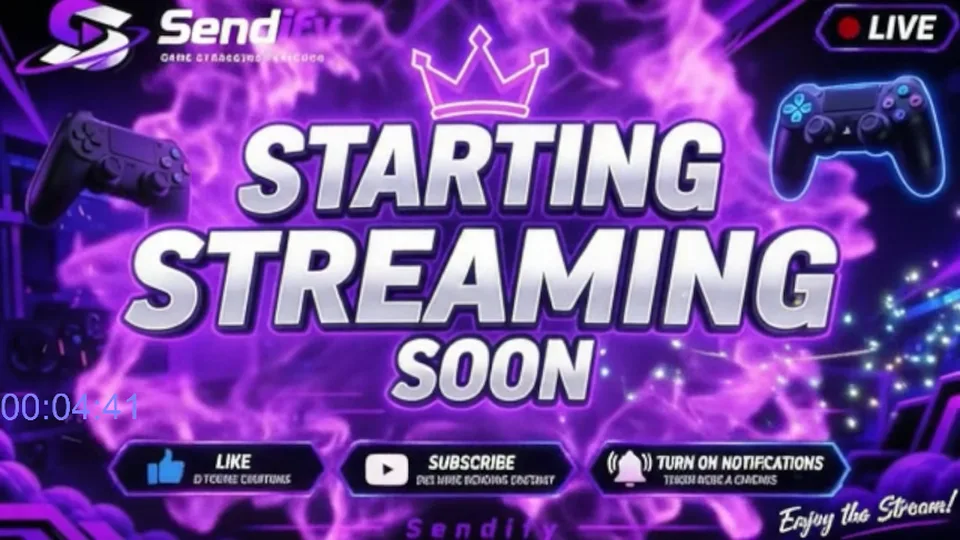 Sendify
LIVE
STARTING
STREAMING
SOON
00:04:41
LIKE
SUBSCRIBE
TURN ON NOTIFICATIONS
Enjoy the Stream!
Sendify